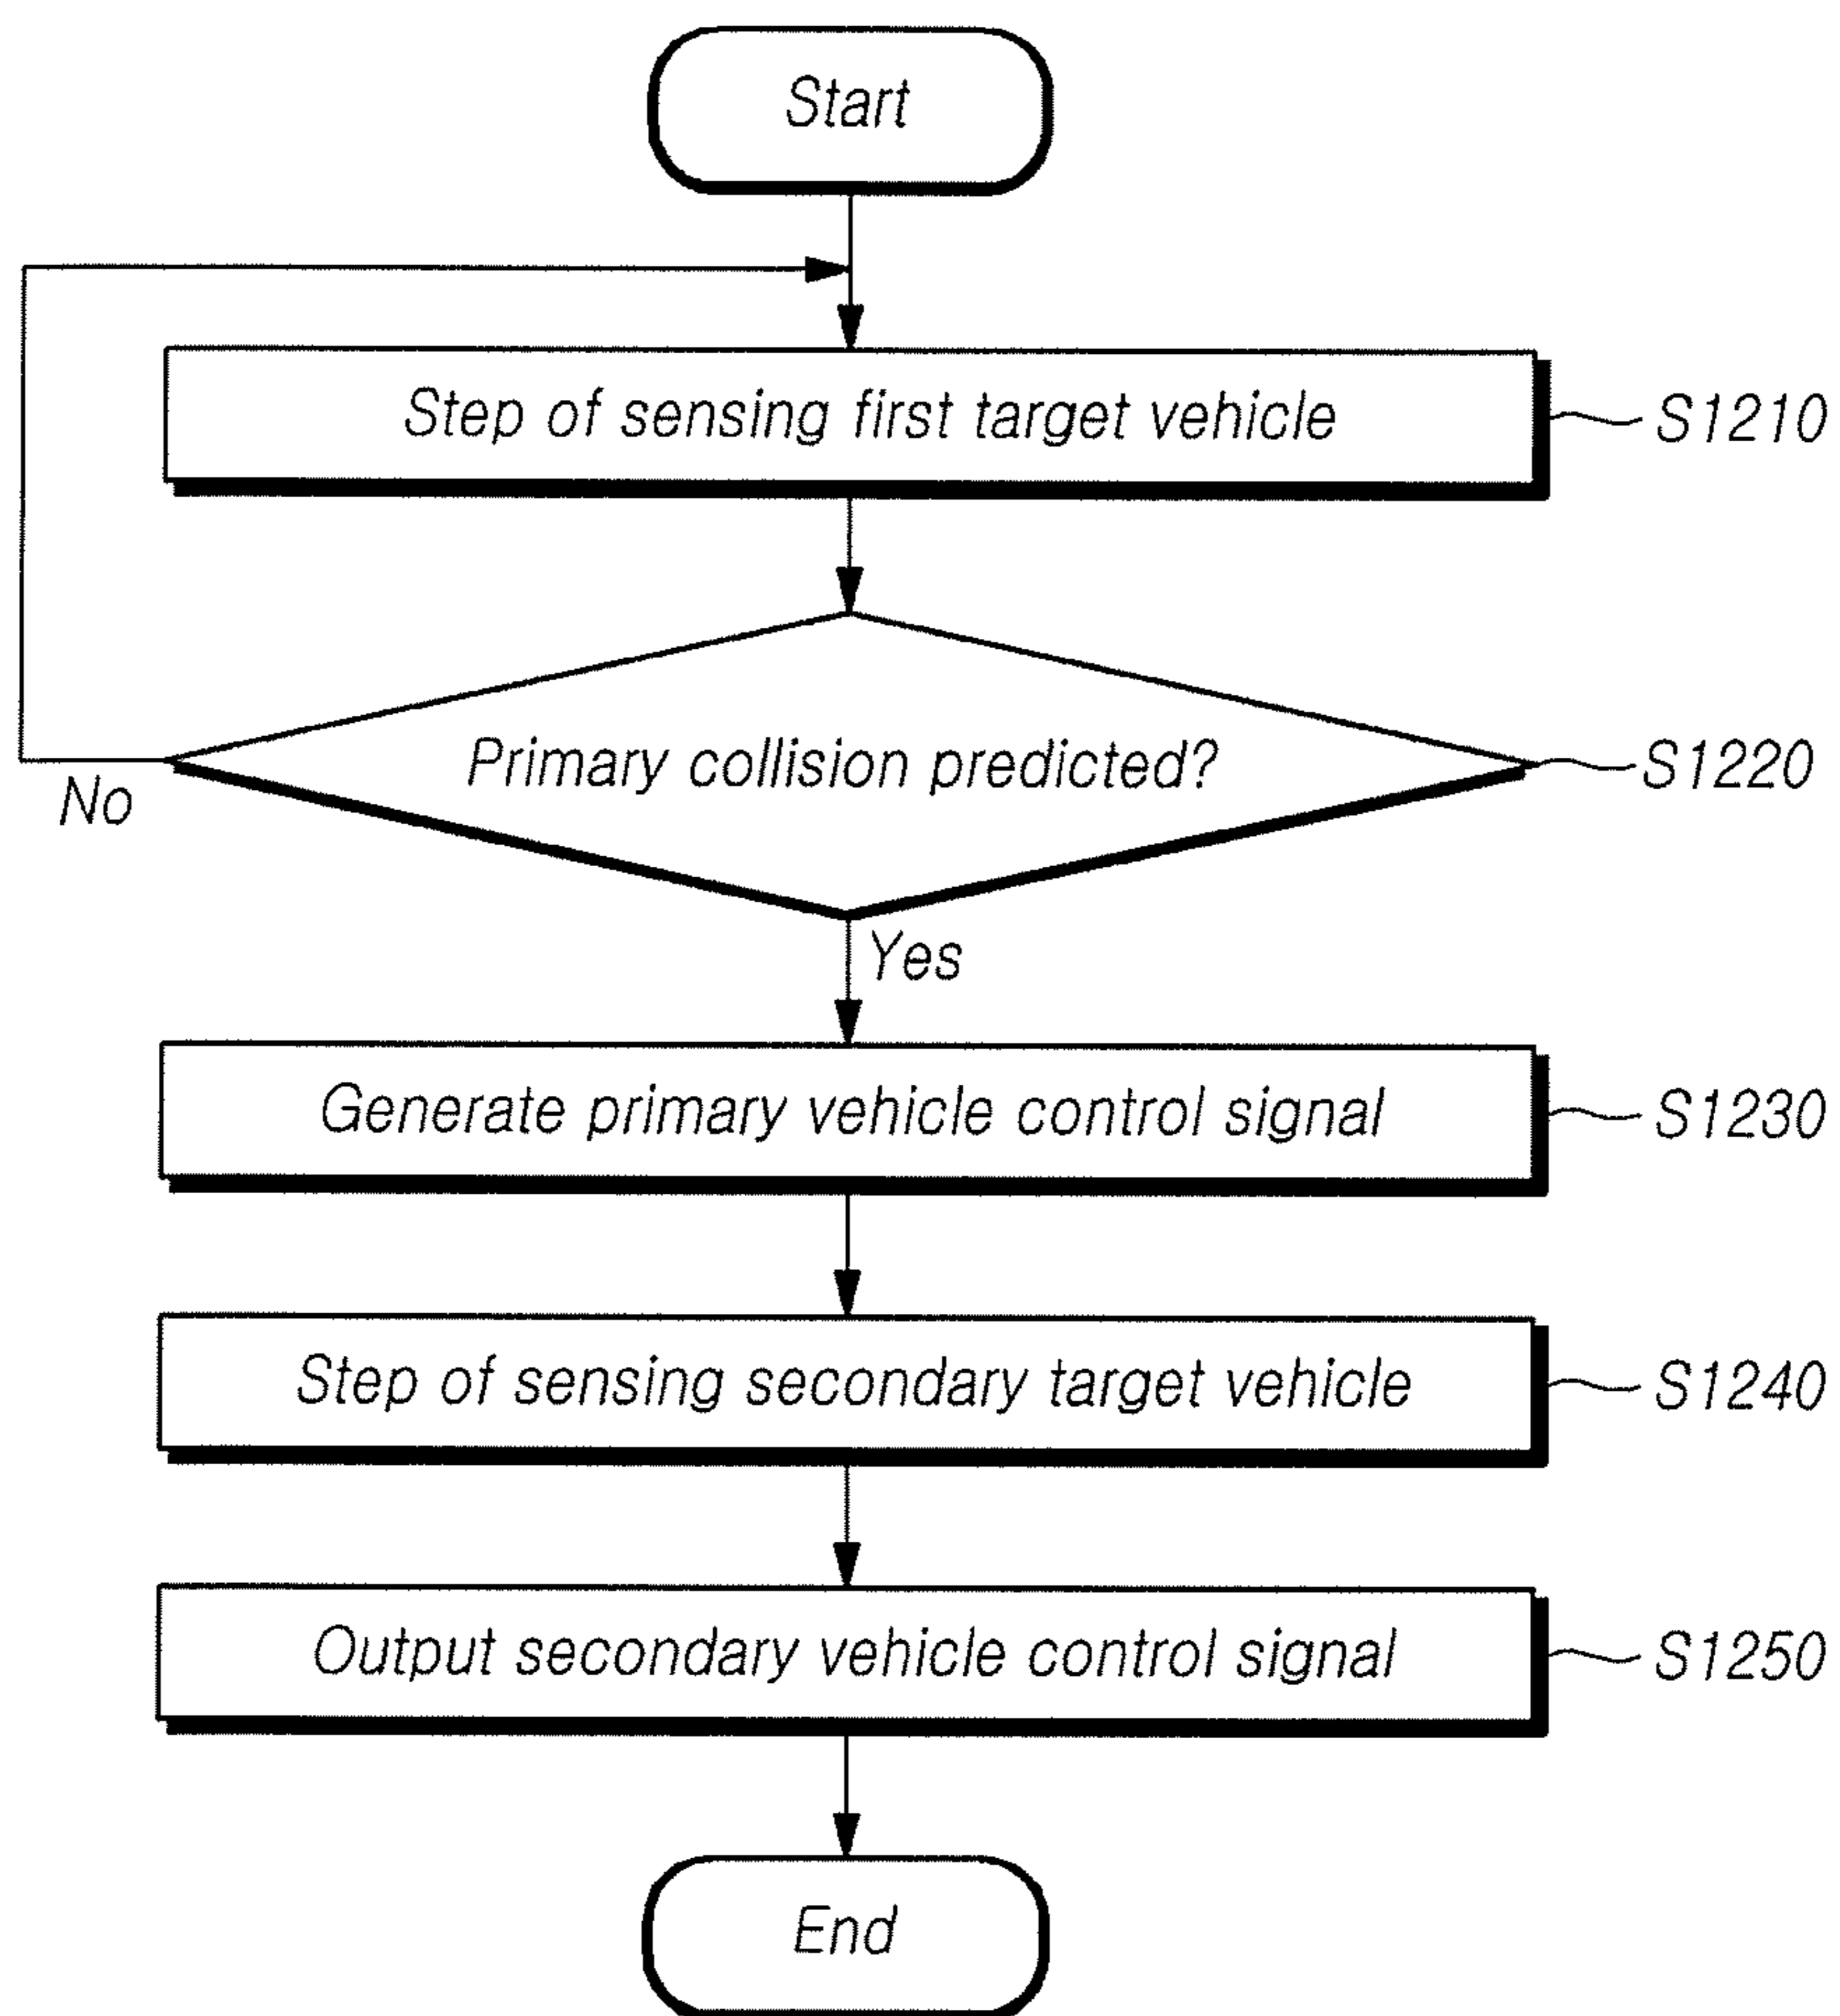 Start
Step of sensing first target vehicle
S1210
Primary collision predicted?
S1220
No
Yes
Generate primary vehicle control signal
S1230
Step of sensing secondary target vehicle
S1240
Output secondary vehicle control signal
S1250
End